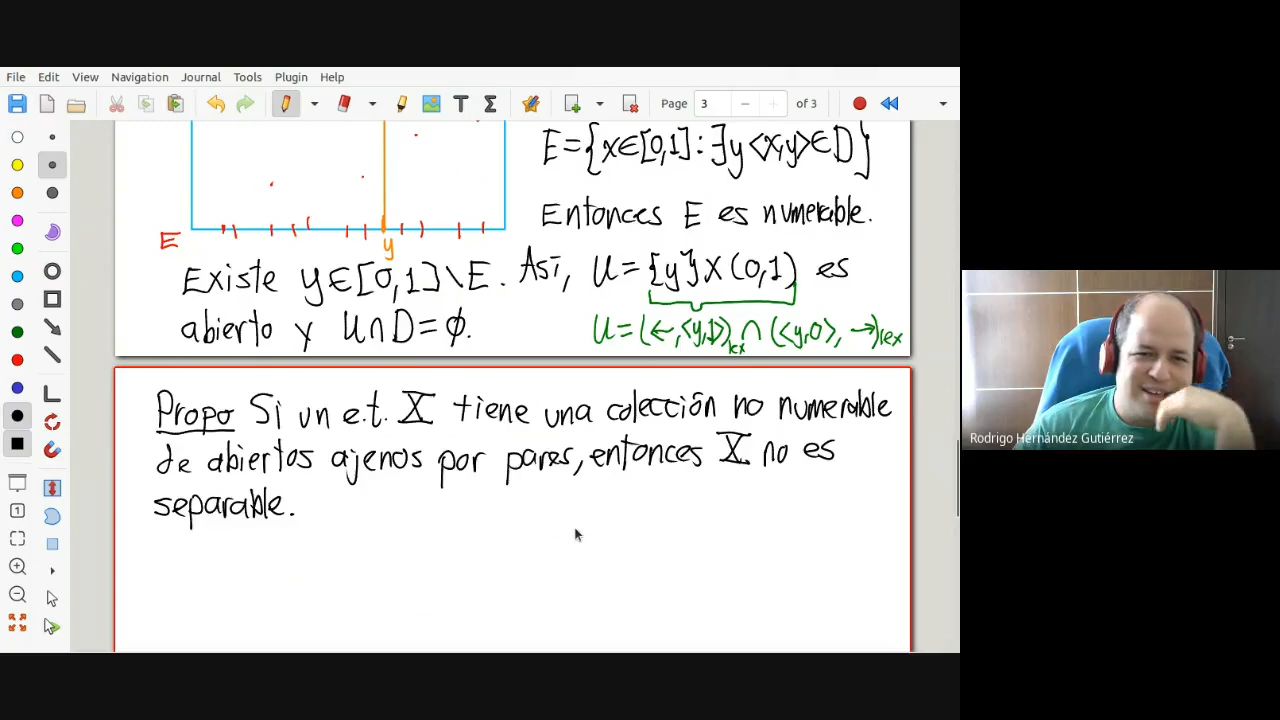 File Edit View Navigation Journal Tools Plugin Help
Page 3 of 3
E={x∈[0,1]:∃y <x,y>∈D}
Entonces E es numerable.
E
y
Existe y∈[0,1]\E. Así, U={y}×(0,1) es
abierto y U∩D=∅.
U=(←,<y,1>)lex∩(<y,0>,→)lex
Propo Si un e.t. X tiene una colección no numerable
de abiertos ajenos por pares, entonces X no es
separable.
Rodrigo Hernández Gutiérrez